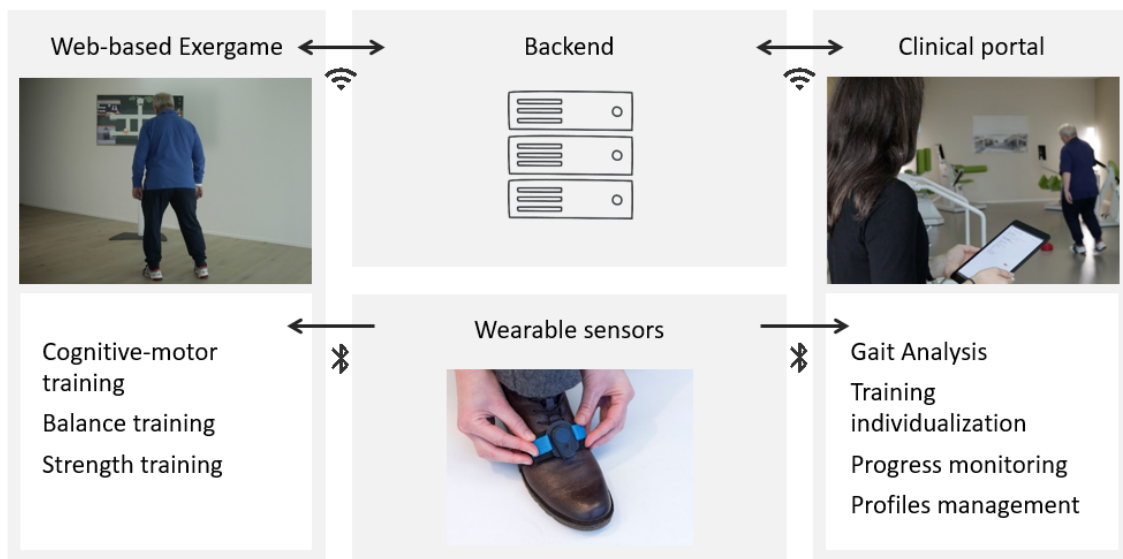 Web-based Exergame
Backend
Clinical portal
Wearable sensors
Cognitive-motor
training
Balance training
Strength training
Gait Analysis
Training
individualization
Progress monitoring
Profiles management